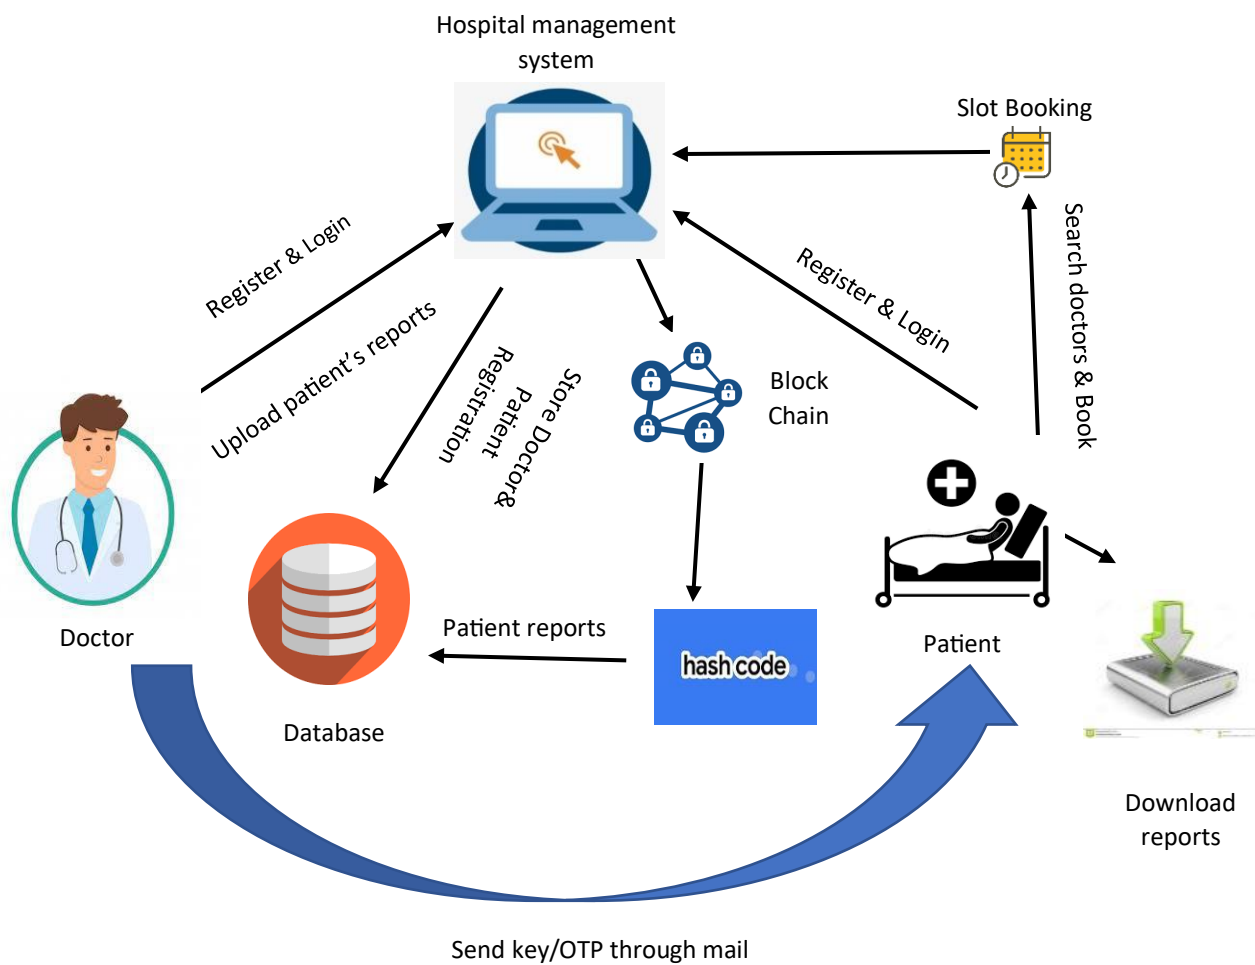 Hospital management
system
Slot Booking
Register & Login
Upload patient's reports
Store Doctor&
Patient
Registration
Register & Login
Search doctors & Book
Block
Chain
Doctor
Patient reports
hash code
Patient
Database
Download
reports
Send key/OTP through mail